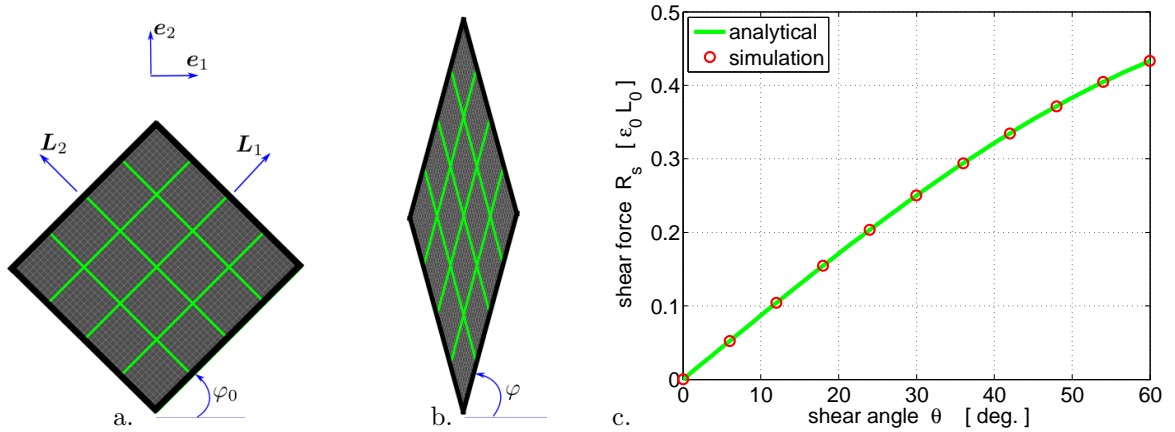 e₂
e₁
L₂
L₁
φ₀
a.
φ
b.
analytical
simulation
shear force R_s [ ε₀ L₀ ]
0.5
0.4
0.3
0.2
0.1
0
0 10 20 30 40 50 60
shear angle θ [ deg. ]
c.